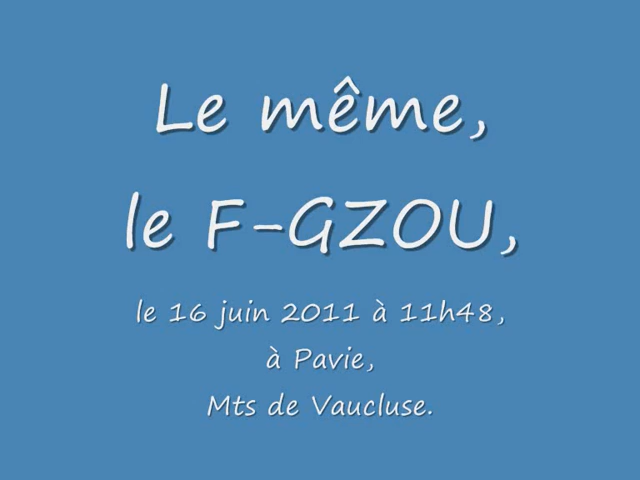 Le même,
le F-GZOU,
le 16 juin 2011 à 11h48,
à Pavie,
Mts de Vaucluse.